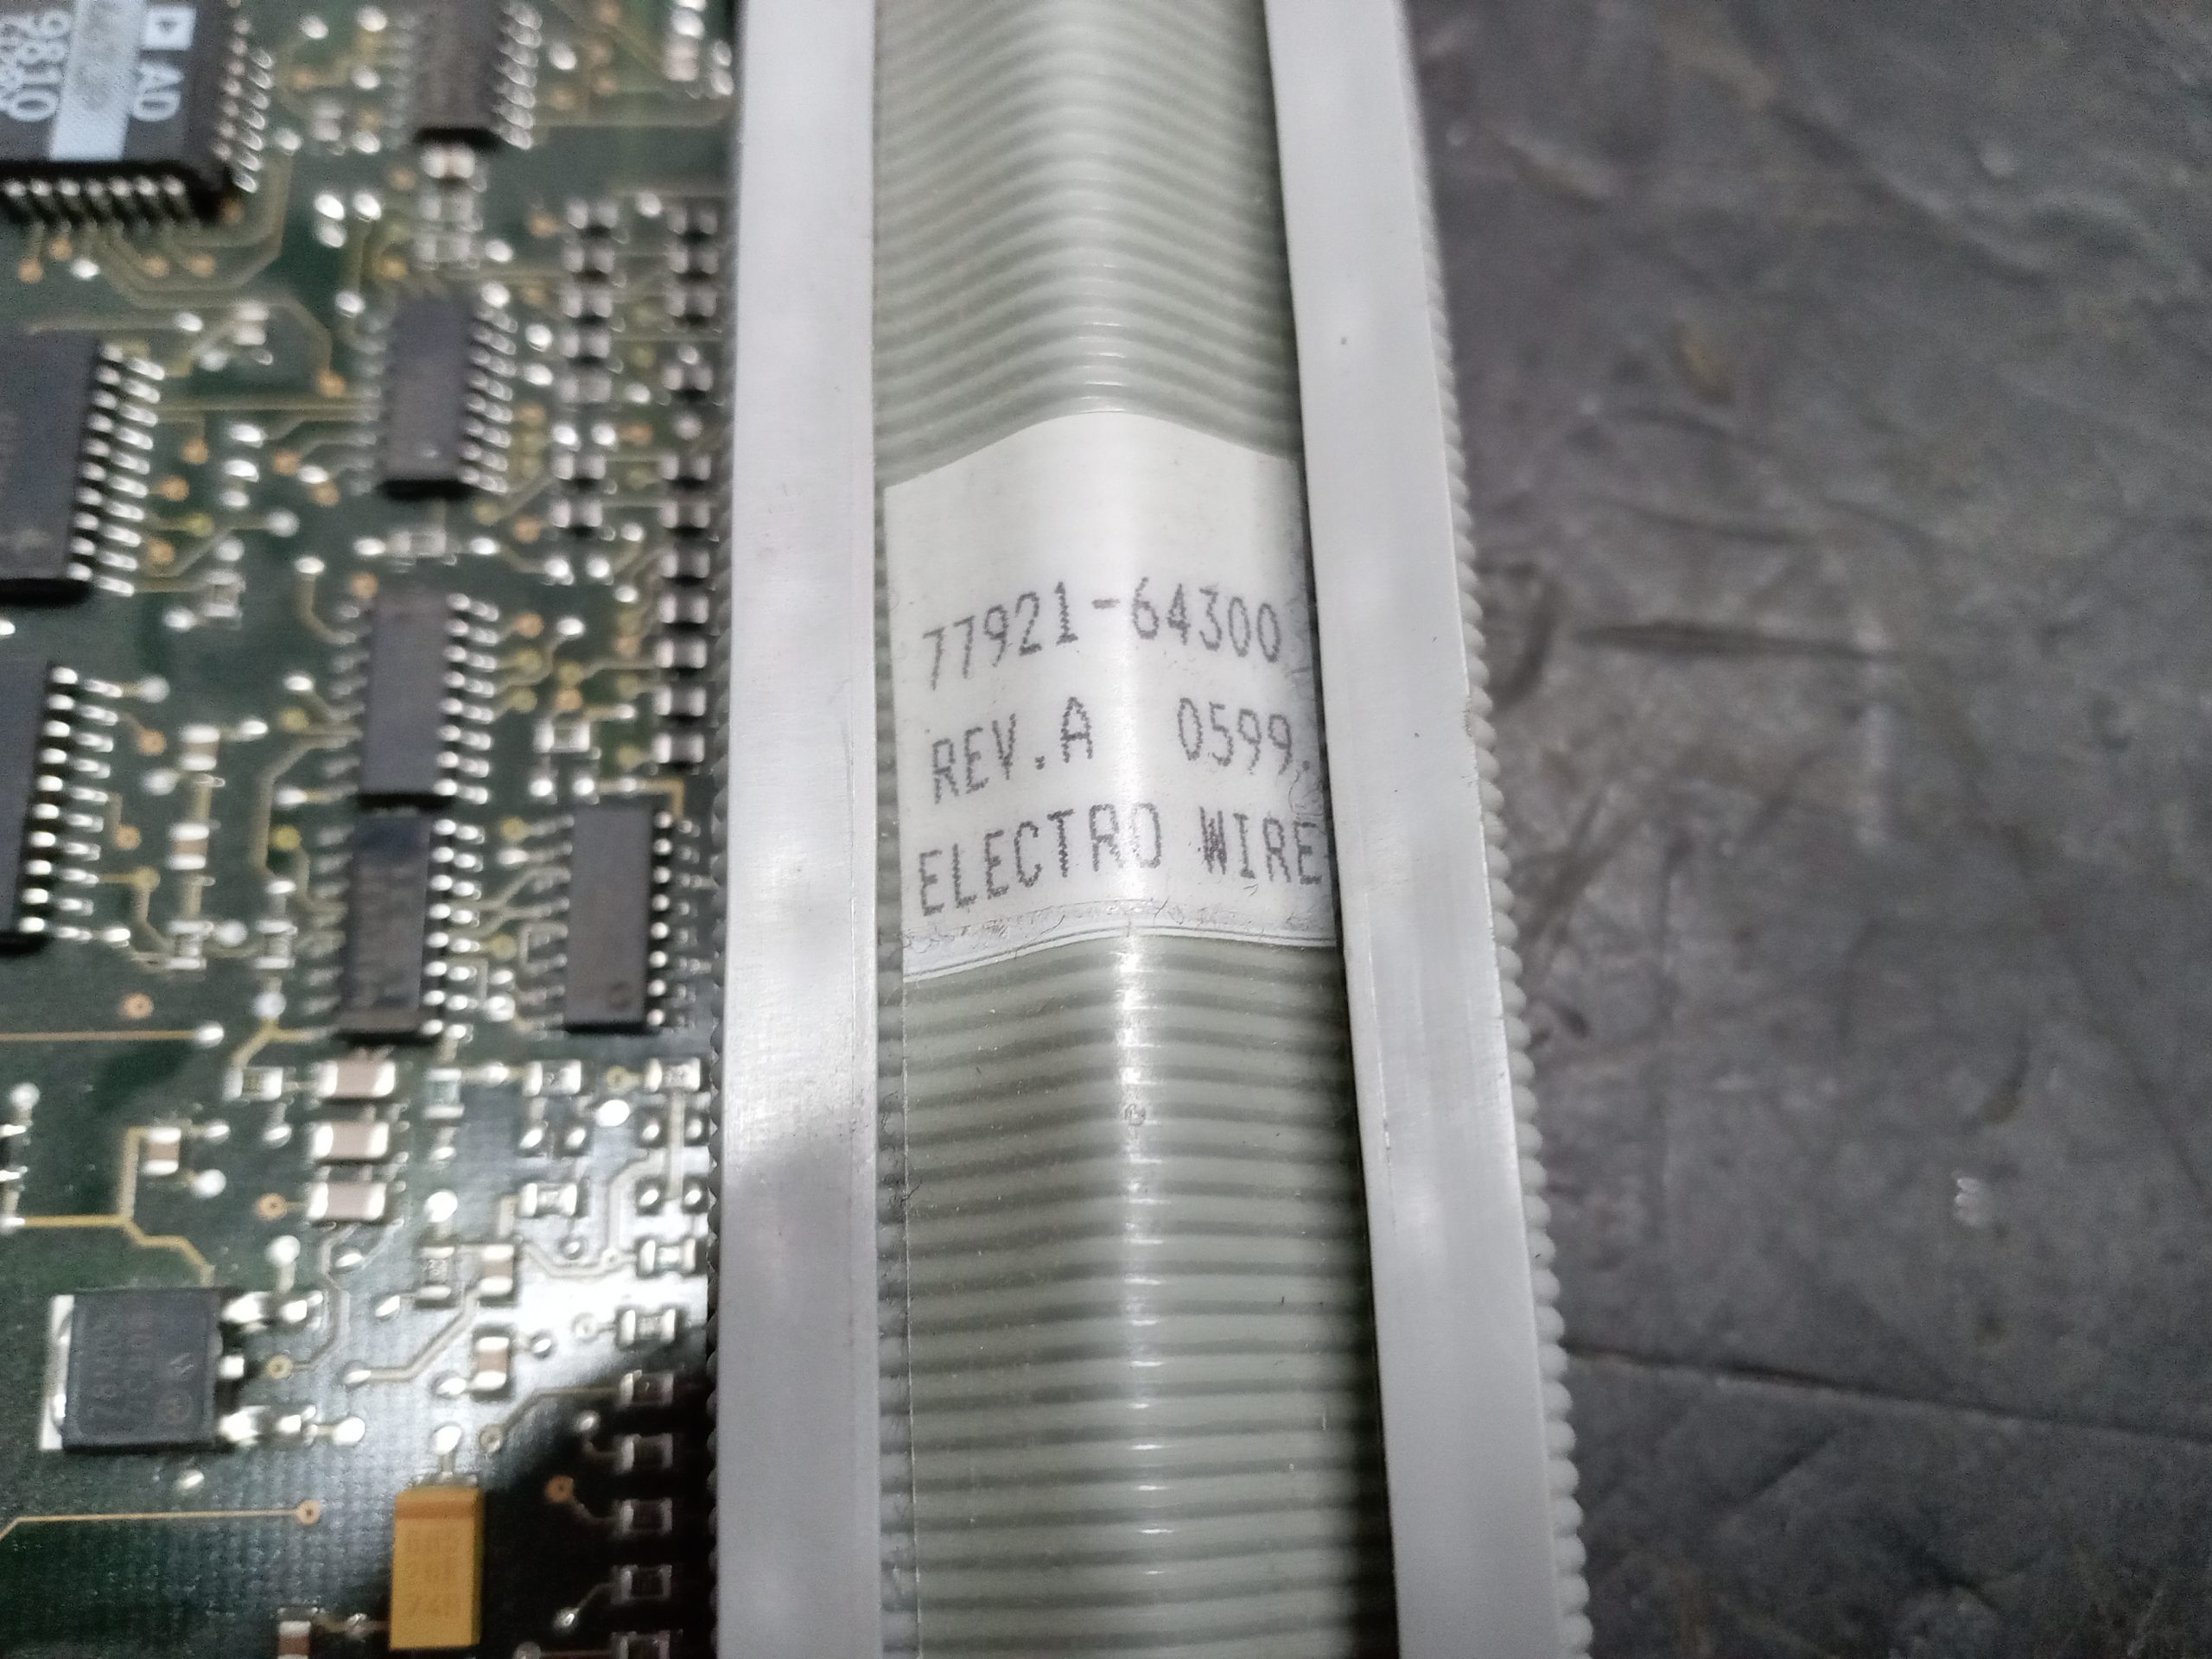 AD
9810
77921-64300
REV.A 0599.
ELECTRO WIRE